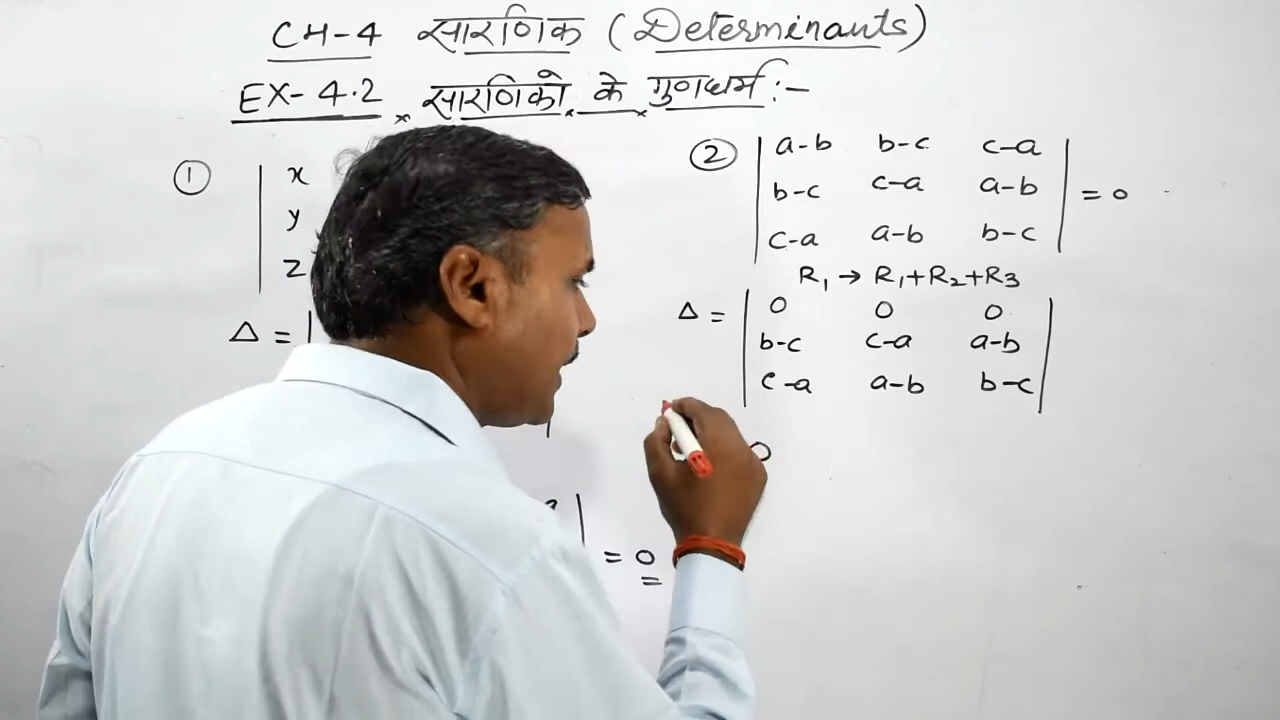 CH-4 सारणिक (Determinants)
EX-4.2 सारणिको के गुणधर्म :-
①
x
y
z
Δ =
= 0
② | a-b b-c c-a |
| b-c c-a a-b | = 0
| c-a a-b b-c |
R₁ → R₁+R₂+R₃
Δ = | 0 0 0 |
| b-c c-a a-b |
| c-a a-b b-c |
0